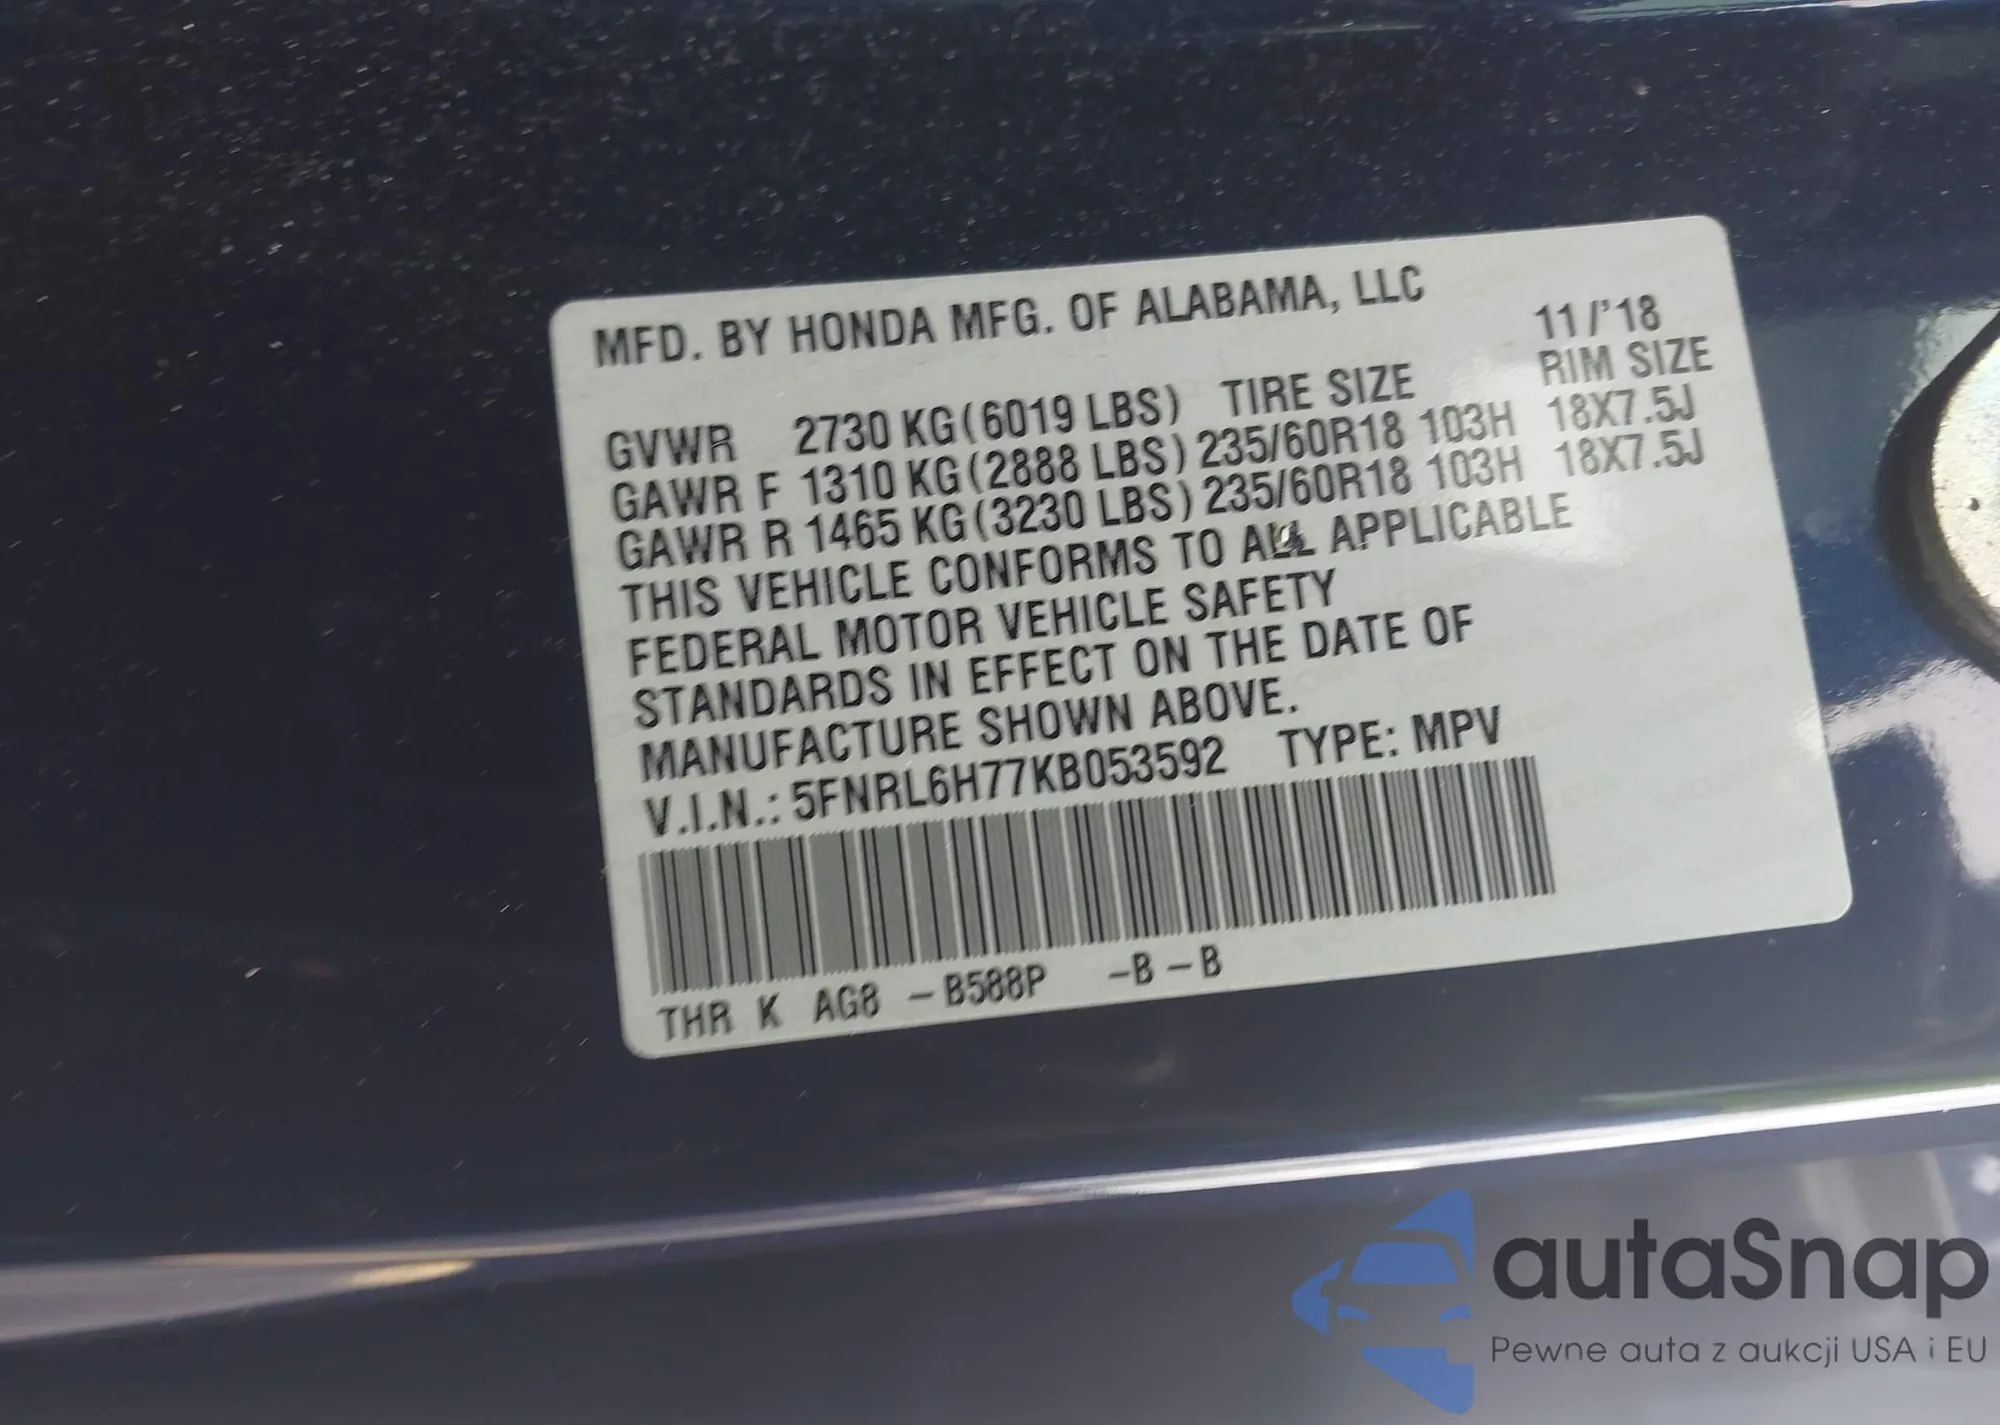 MFD. BY HONDA MFG. OF ALABAMA, LLC
11/'18
GVWR 2730 KG(6019 LBS) TIRE SIZE RIM SIZE
GAWR F 1310 KG(2888 LBS) 235/60R18 103H 18X7.5J
GAWR R 1465 KG(3230 LBS) 235/60R18 103H 18X7.5J
THIS VEHICLE CONFORMS TO ALL APPLICABLE
FEDERAL MOTOR VEHICLE SAFETY
STANDARDS IN EFFECT ON THE DATE OF
MANUFACTURE SHOWN ABOVE.
V.I.N.: 5FNRL6H77KB053592 TYPE: MPV
THR K AG8 -B588P -B-B
autaSnap
Pewne auta z aukcji USA i EU